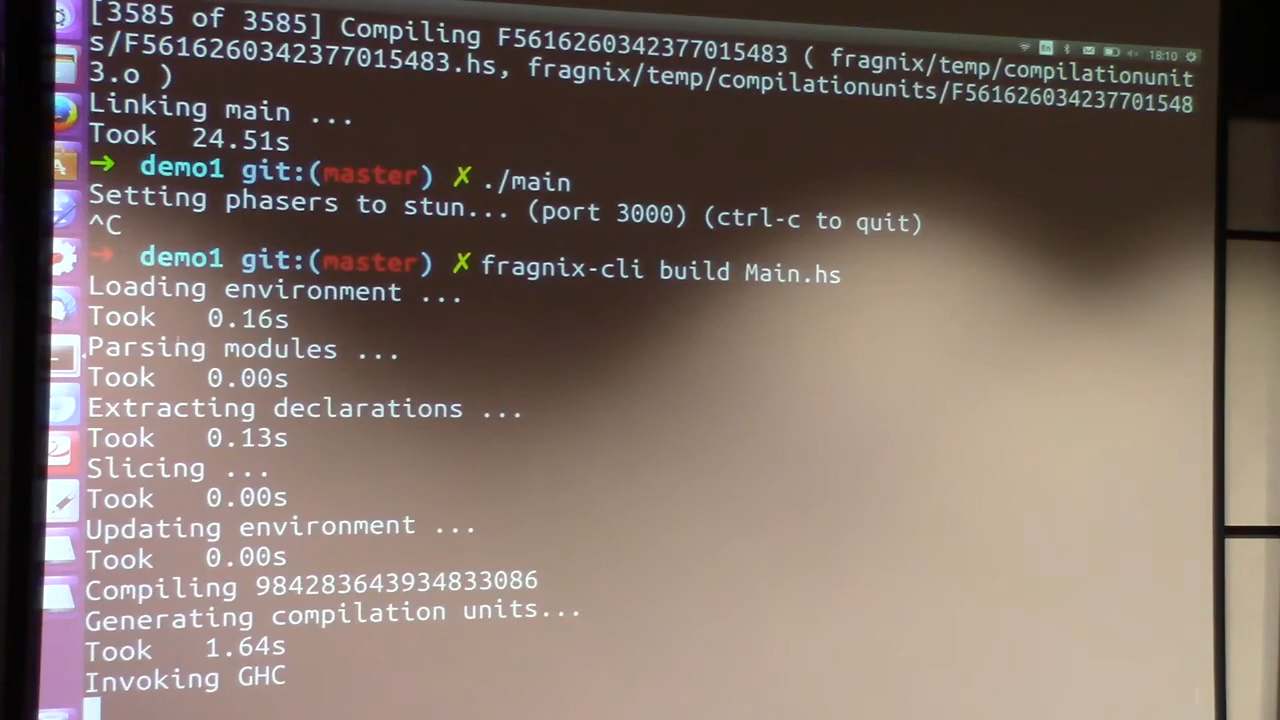 [3585 of 3585] Compiling F5616260342377015483 ( fragnix/temp/compilationunit
s/F5616260342377015483.hs, fragnix/temp/compilationunits/F561626034237701548
3.o )
18:10
Linking main ...
Took 24.51s
➜ demo1 git:(master) ✗ ./main
Setting phasers to stun... (port 3000) (ctrl-c to quit)
^C
➜ demo1 git:(master) ✗ fragnix-cli build Main.hs
Loading environment ...
Took 0.16s
Parsing modules ...
Took 0.00s
Extracting declarations ...
Took 0.13s
Slicing ...
Took 0.00s
Updating environment ...
Took 0.00s
Compiling 984283643934833086
Generating compilation units...
Took 1.64s
Invoking GHC